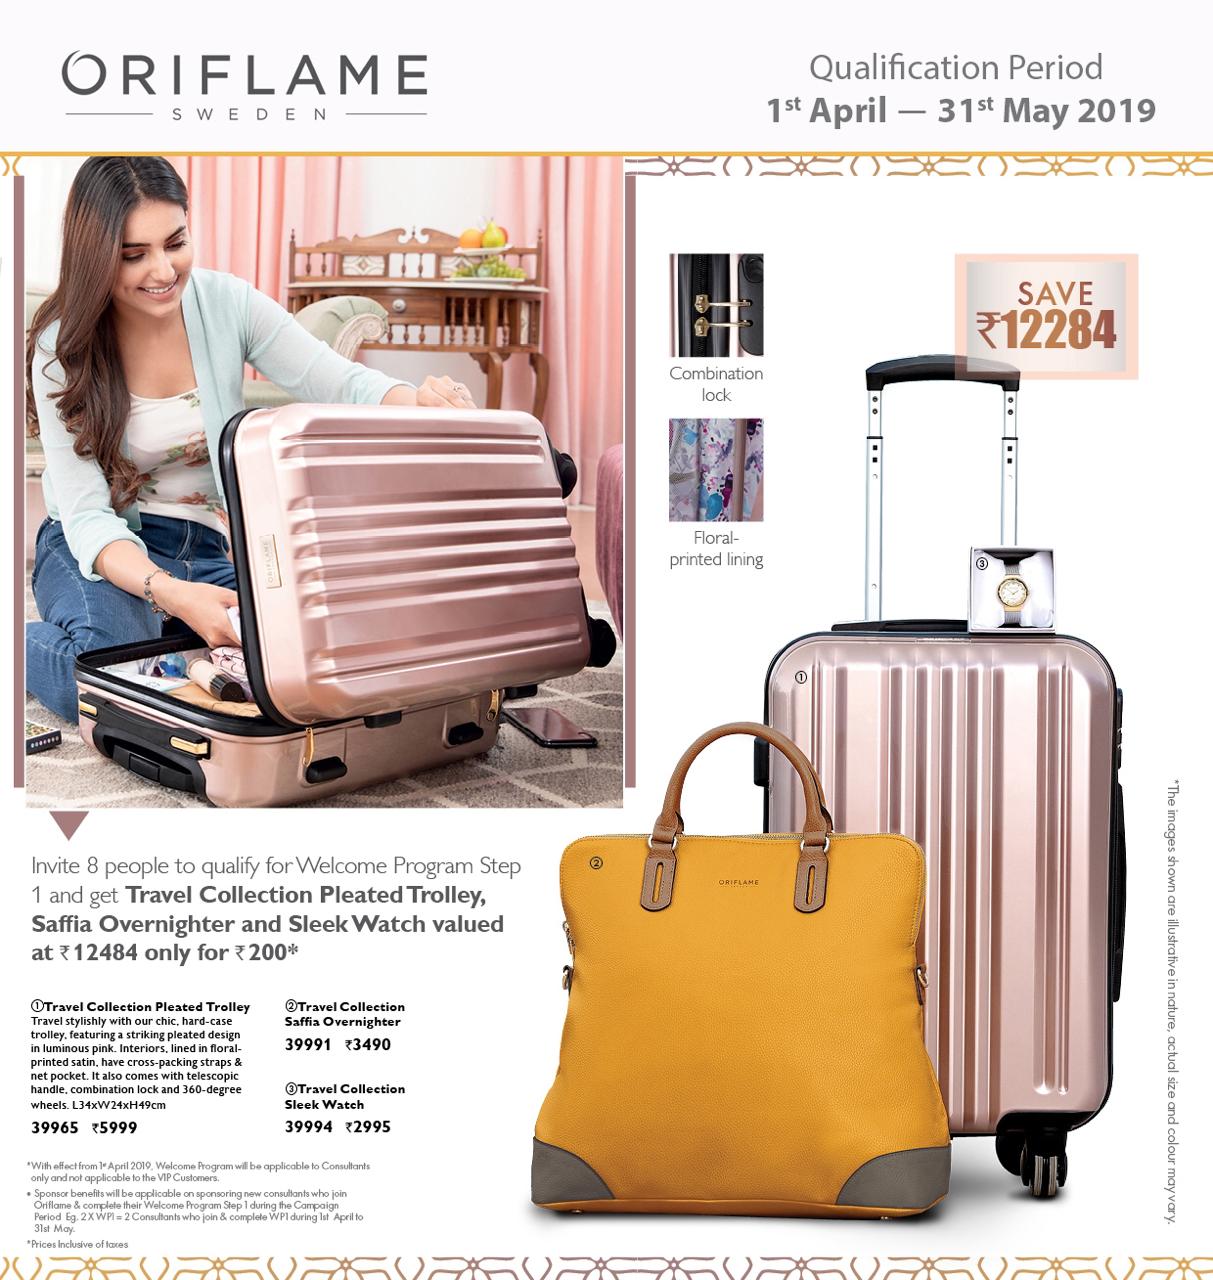 ORIFLAME
SWEDEN
Qualification Period
1st April — 31st May 2019
SAVE
₹12284
Combination
lock
Floral-
printed lining
③
①
②
ORIFLAME
ORIFLAME
Invite 8 people to qualify for Welcome Program Step
1 and get Travel Collection Pleated Trolley,
Saffia Overnighter and Sleek Watch valued
at ₹12484 only for ₹200*
①Travel Collection Pleated Trolley
Travel stylishly with our chic, hard-case
trolley, featuring a striking pleated design
in luminous pink. Interiors, lined in floral-
printed satin, have cross-packing straps &
net pocket. It also comes with telescopic
handle, combination lock and 360-degree
wheels. L34xW24xH49cm
39965 ₹5999
②Travel Collection
Saffia Overnighter
39991 ₹3490
③Travel Collection
Sleek Watch
39994 ₹2995
*With effect from 1st April 2019, Welcome Program will be applicable to Consultants
only and not applicable to the VIP Customers.
• Sponsor benefits will be applicable on sponsoring new consultants who join
Oriflame & complete their Welcome Program Step 1 during the Campaign
Period Eg. 2 X WP1 = 2 Consultants who join & complete WP1 during 1st April to
31st May.
*Prices Inclusive of taxes
*The images shown are illustrative in nature, actual size and colour may vary.